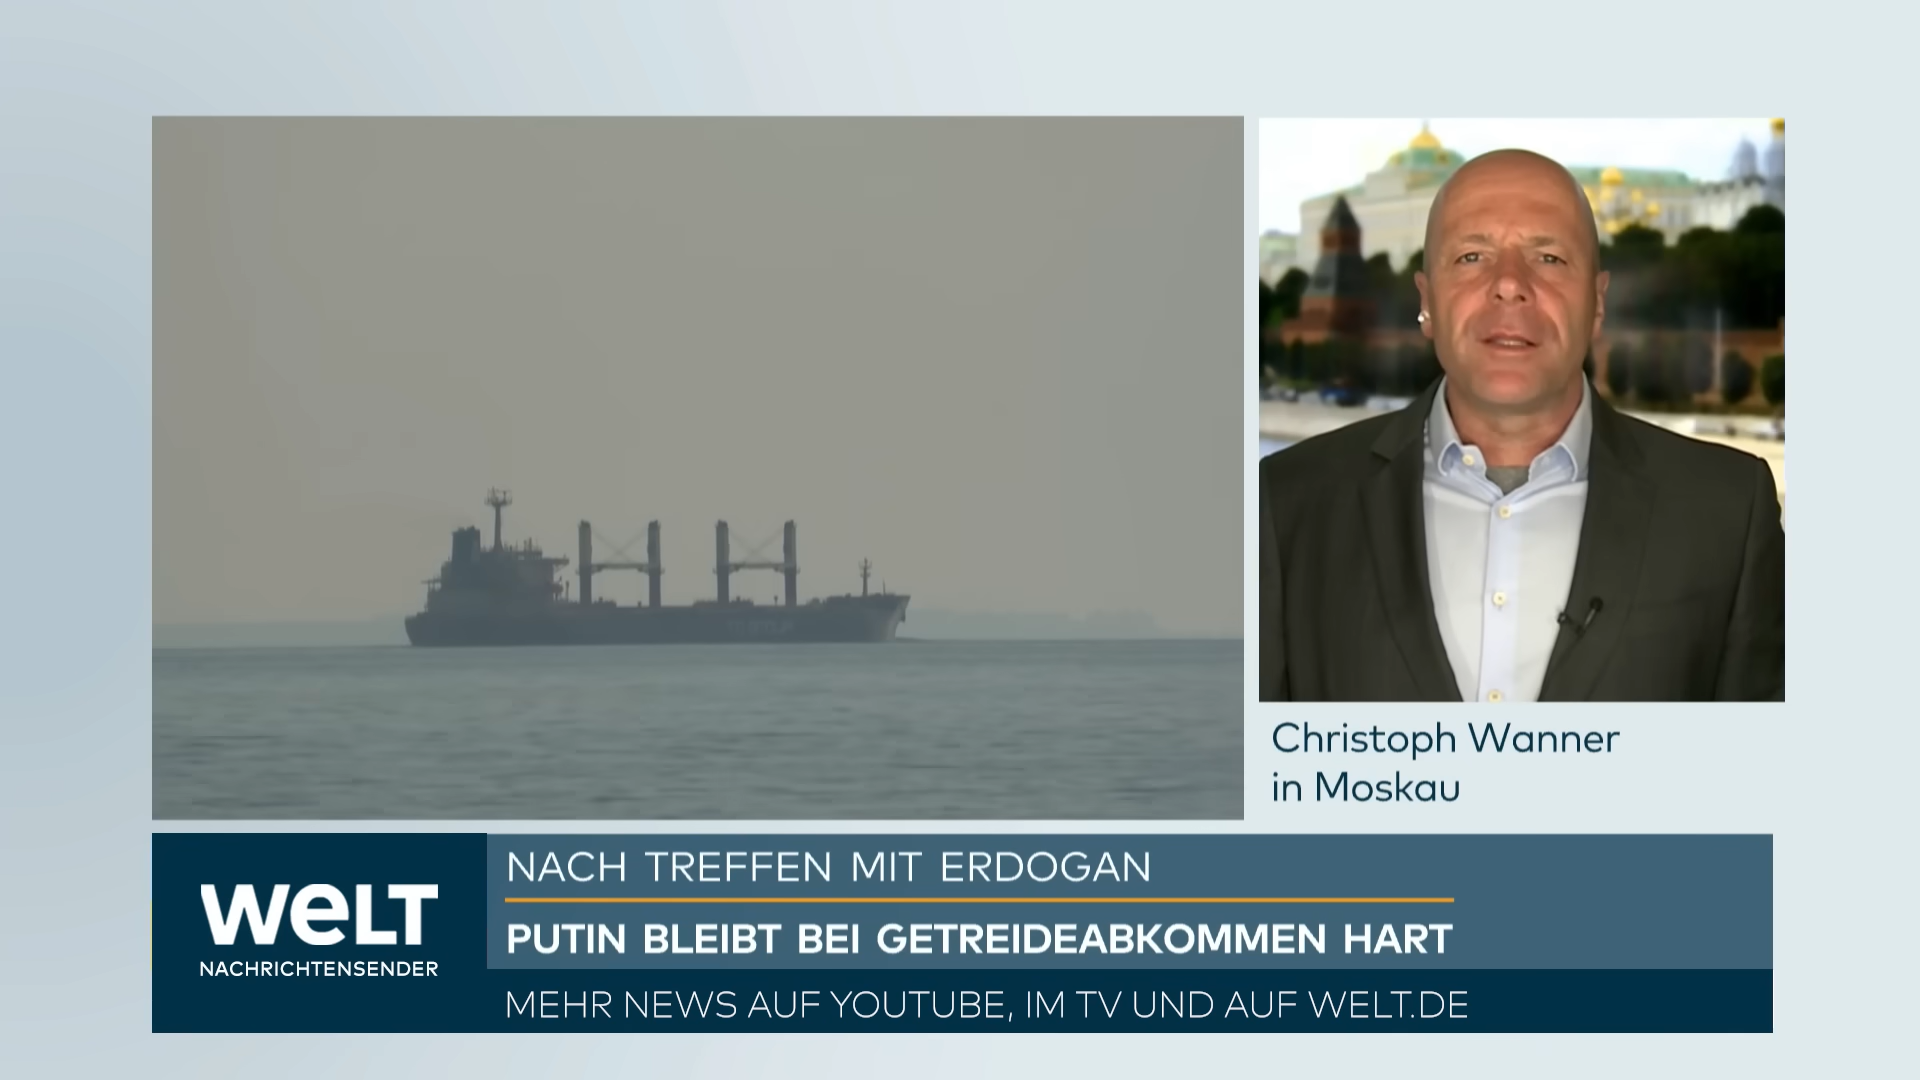 Christoph Wanner
in Moskau
WELT
NACHRICHTENSENDER
NACH TREFFEN MIT ERDOGAN
PUTIN BLEIBT BEI GETREIDEABKOMMEN HART
MEHR NEWS AUF YOUTUBE, IM TV UND AUF WELT.DE